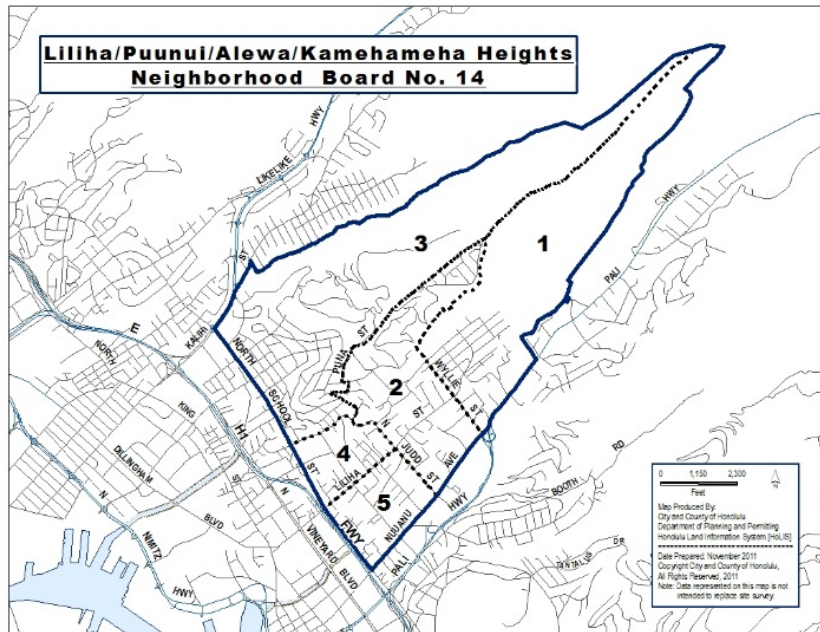 Liliha/Puunui/Alewa/Kamehameha Heights
Neighborhood Board No. 14
HWY
LIKELIKE
HWY
PALI
3
1
ST
KALIHI
E
NORTH
NORTH
SCHOOL
ST
ST
PUNA
2
WYLLIE
ST
ST
N
JUDD
ST
4
LILIHA
5
KING
ST
H1
N
DILLINGHAM
BLVD
N
NIMITZ
HWY
VINEYARD
BLVD
FWY
NUUANU
AVE
PALI
HWY
BOOTH
RD
TANTALUS
DR
0 1,150 2,300
Feet
N
Map Produced By:
City and County of Honolulu
Department of Planning and Permitting
Honolulu Land Information System [HoLIS]
Date Prepared: November 2011
Copyright City and County of Honolulu,
All Rights Reserved, 2011
Note: Data represented on this map is not
intended to replace site survey.